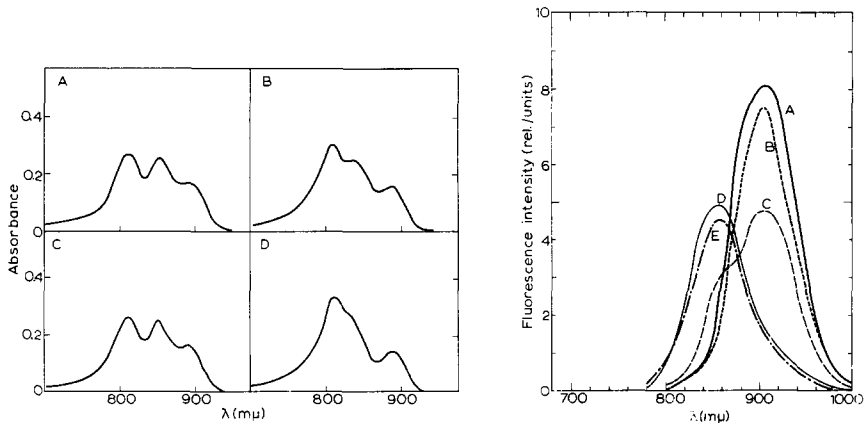 A
B
0.4
0.2
0
C
D
0.4
0.2
0
800
900
800
900
λ(mμ)
Absorbance
10
8
6
4
2
0
700
800
900
1000
λ(mμ)
Fluorescence intensity (rel./units)
A
B
C
D
E